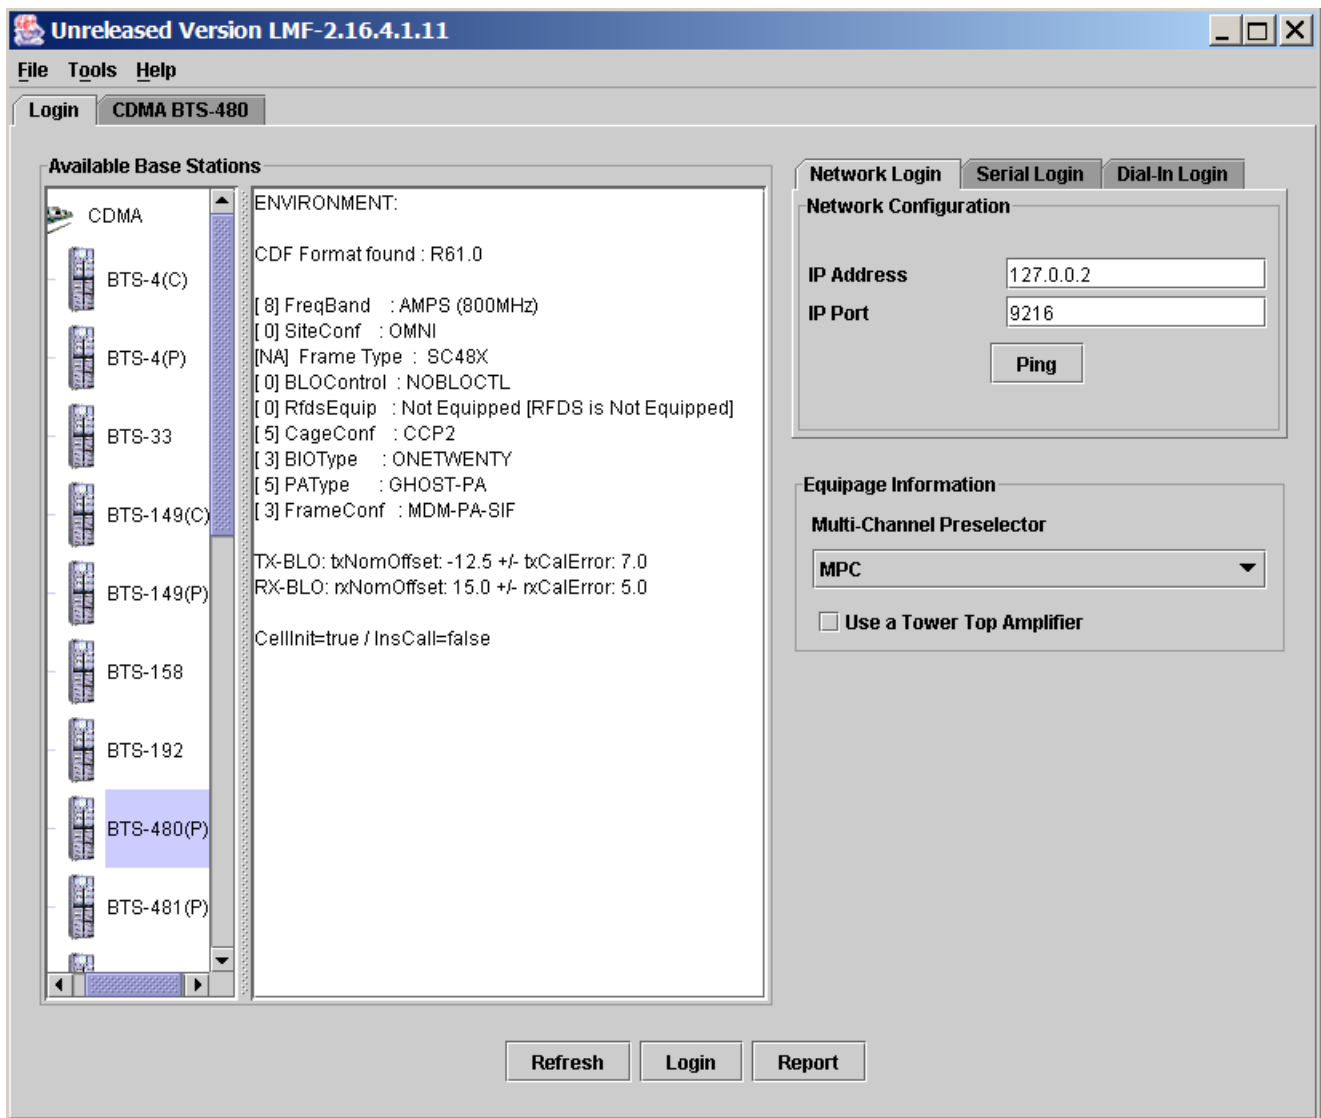 Unreleased Version LMF-2.16.4.1.11
File Tools Help
Login CDMA BTS-480
Available Base Stations
CDMA
BTS-4(C)
BTS-4(P)
BTS-33
BTS-149(C)
BTS-149(P)
BTS-158
BTS-192
BTS-480(P)
BTS-481(P)
ENVIRONMENT:
CDF Format found : R61.0
[ 8] FreqBand : AMPS (800MHz)
[ 0] SiteConf : OMNI
[NA] Frame Type : SC48X
[ 0] BLOControl : NOBLOCTL
[ 0] RfdsEquip : Not Equipped [RFDS is Not Equipped]
[ 5] CageConf : CCP2
[ 3] BIOType : ONETWENTY
[ 5] PAType : GHOST-PA
[ 3] FrameConf : MDM-PA-SIF
TX-BLO: txNomOffset: -12.5 +/- txCalError: 7.0
RX-BLO: rxNomOffset: 15.0 +/- rxCalError: 5.0
CellInit=true / InsCall=false
Network Login Serial Login Dial-In Login
Network Configuration
IP Address 127.0.0.2
IP Port 9216
Ping
Equipage Information
Multi-Channel Preselector
MPC
Use a Tower Top Amplifier
Refresh Login Report